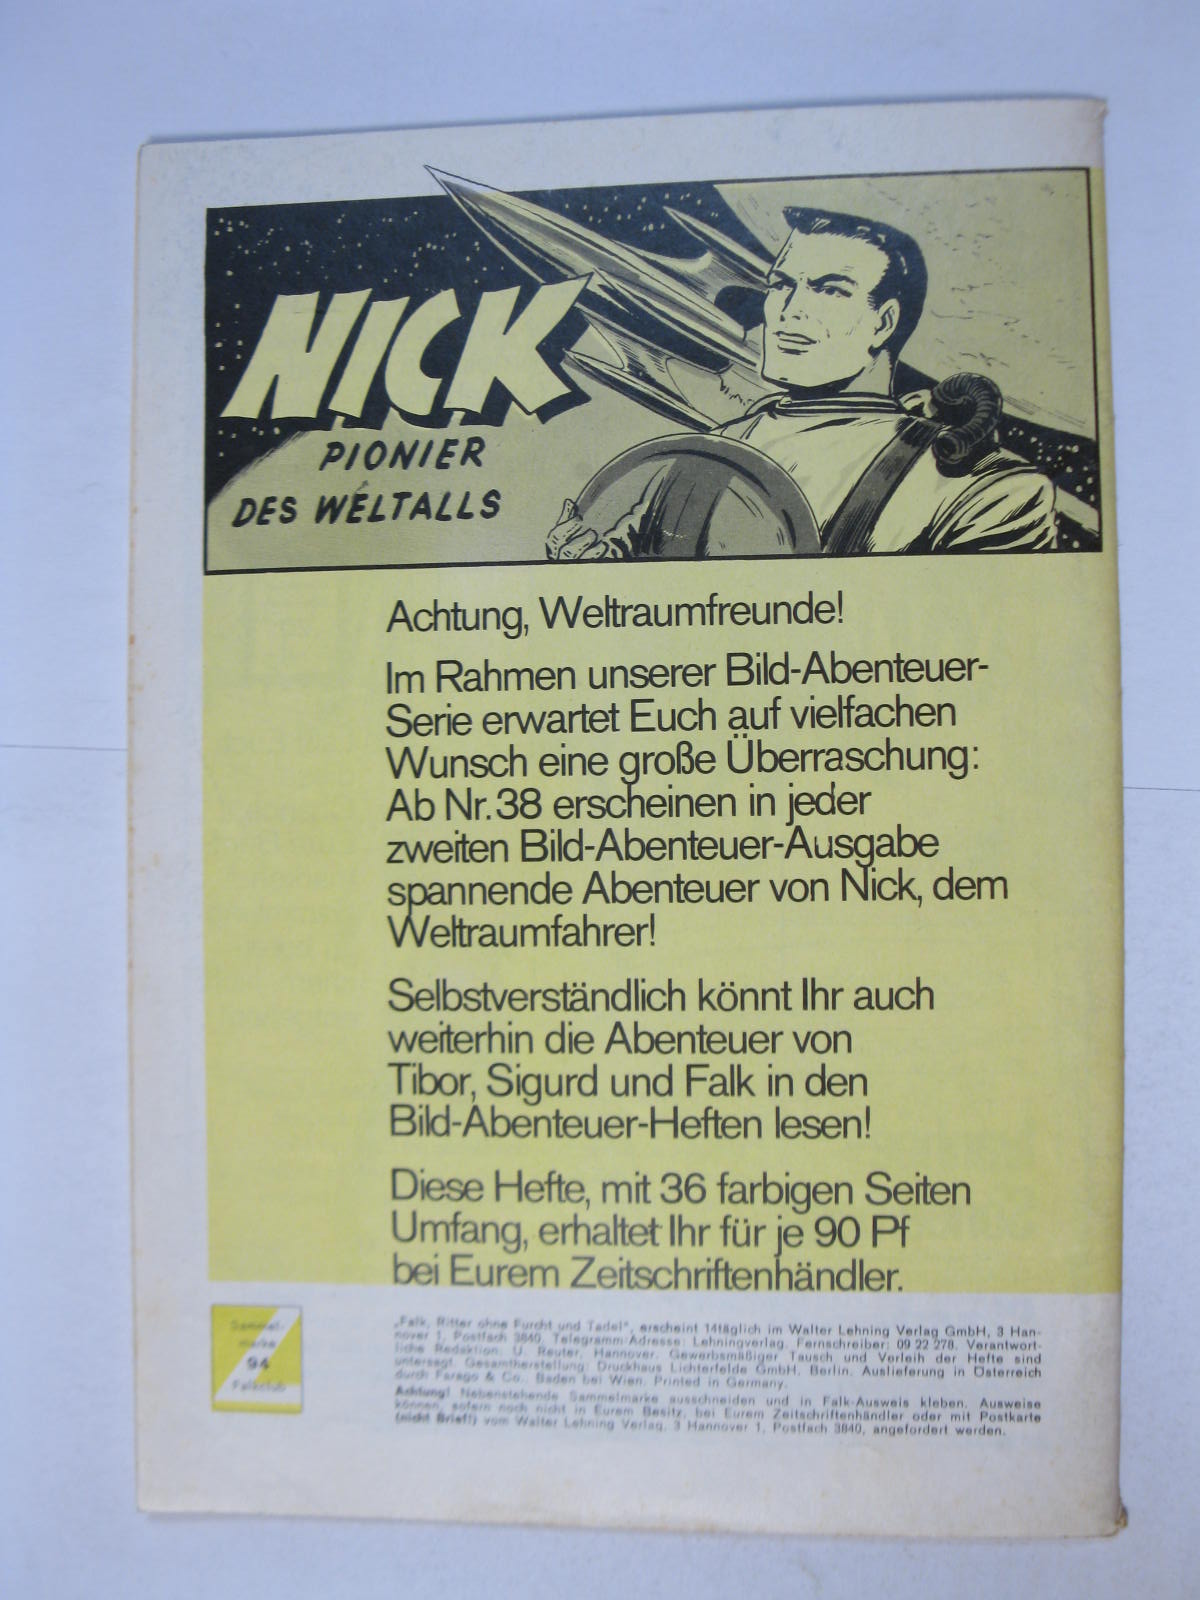 NICK
PIONIER
DES WELTALLS
Achtung, Weltraumfreunde!
Im Rahmen unserer Bild-Abenteuer-
Serie erwartet Euch auf vielfachen
Wunsch eine große Überraschung:
Ab Nr. 38 erscheinen in jeder
zweiten Bild-Abenteuer-Ausgabe
spannende Abenteuer von Nick, dem
Weltraumfahrer!
Selbstverständlich könnt Ihr auch
weiterhin die Abenteuer von
Tibor, Sigurd und Falk in den
Bild-Abenteuer-Heften lesen!
Diese Hefte, mit 36 farbigen Seiten
Umfang, erhaltet Ihr für je 90 Pf
bei Eurem Zeitschriftenhändler.
Sammel-
marke
94
Falkclub
„Falk, Ritter ohne Furcht und Tadel", erscheint 14täglich im Walter Lehning Verlag GmbH, 3 Han-
nover 1, Postfach 3840, Telegramm-Adresse: Lehningverlag. Fernschreiber: 09 22 278. Verantwort-
liche Redaktion: U. Reuter, Hannover. Gewerbsmäßiger Tausch und Verleih der Hefte sind
untersagt. Gesamtherstellung: Druckhaus Lichterfelde GmbH, Berlin. Auslieferung in Österreich
durch Farago & Co., Baden bei Wien. Printed in Germany.
Achtung! Nebenstehende Sammelmarke ausschneiden und in Falk-Ausweis kleben. Ausweise
können, sofern noch nicht in Eurem Besitz, bei Eurem Zeitschriftenhändler oder mit Postkarte
(nicht Brief!) vom Walter Lehning Verlag, 3 Hannover 1, Postfach 3840, angefordert werden.